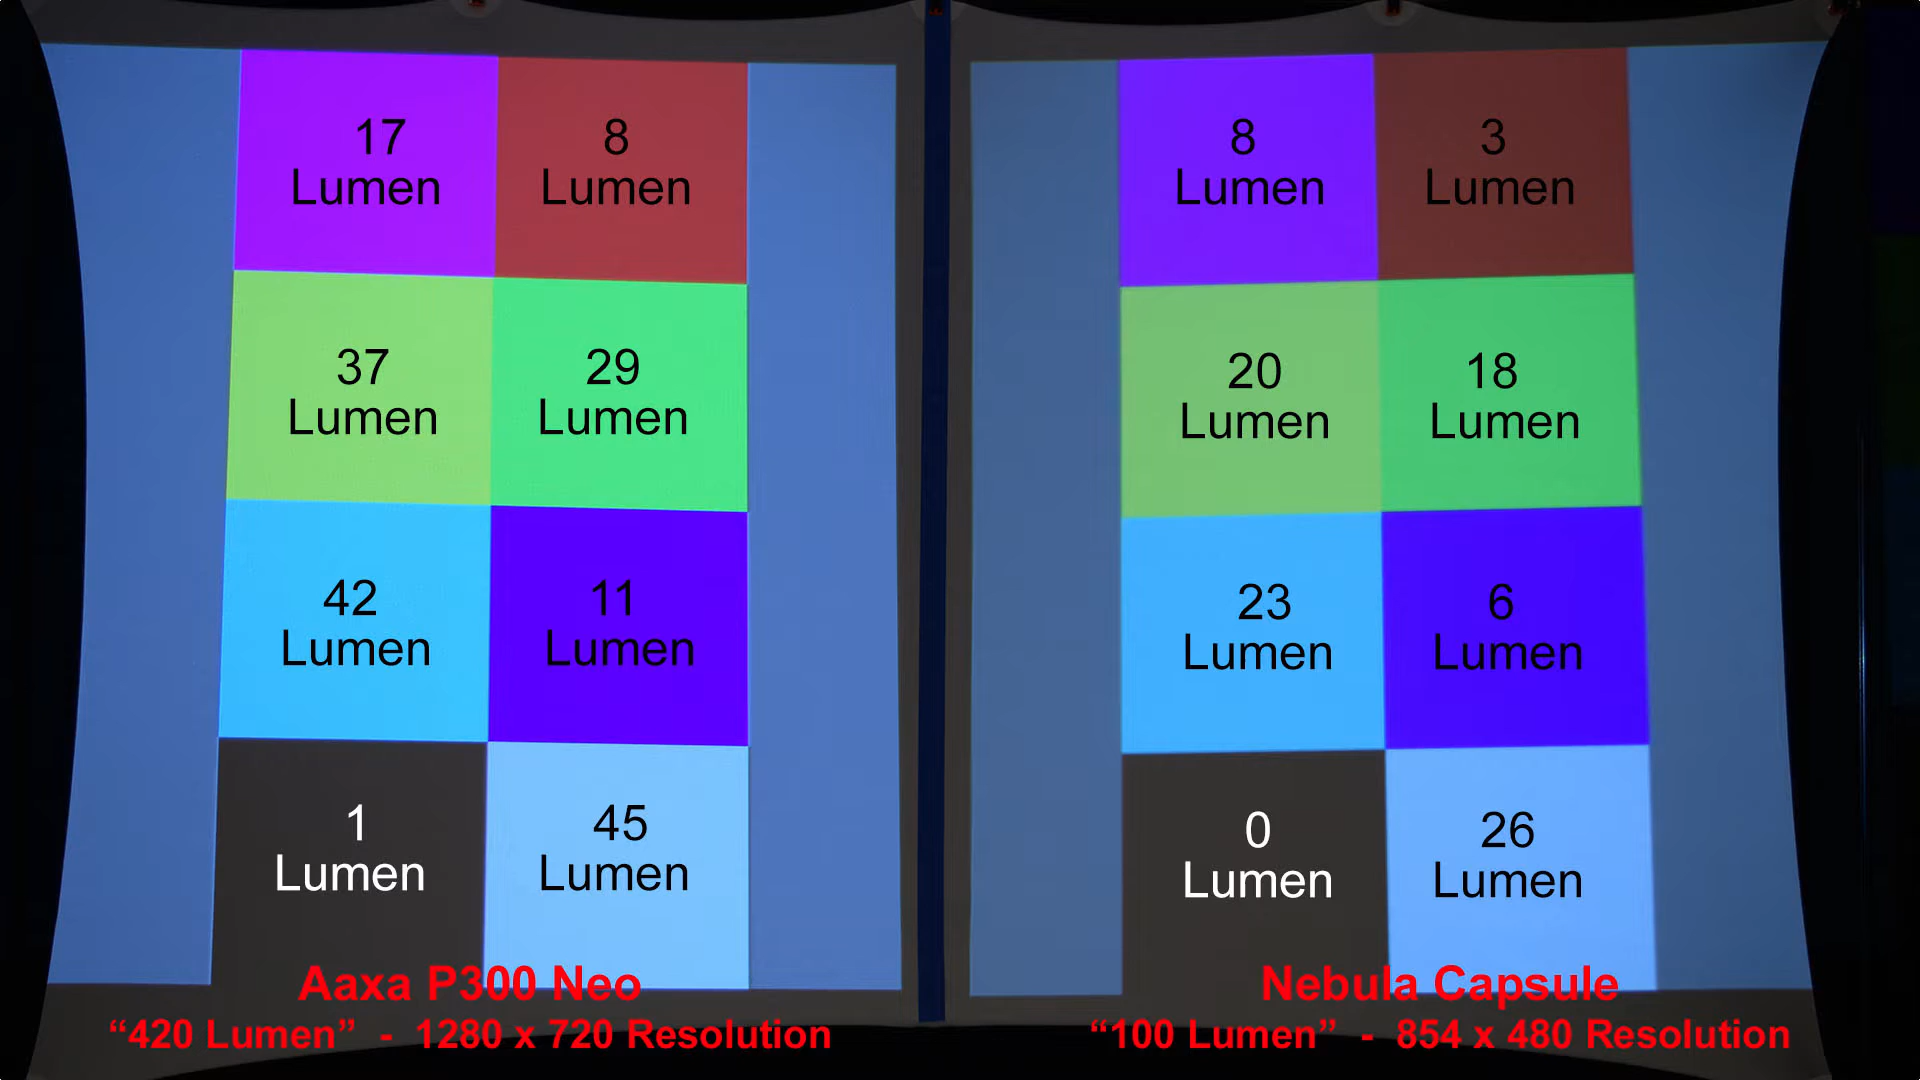 17
Lumen
8
Lumen
37
Lumen
29
Lumen
42
Lumen
11
Lumen
1
Lumen
45
Lumen
Aaxa P300 Neo
“420 Lumen” - 1280 x 720 Resolution
8
Lumen
3
Lumen
20
Lumen
18
Lumen
23
Lumen
6
Lumen
0
Lumen
26
Lumen
Nebula Capsule
“100 Lumen” - 854 x 480 Resolution